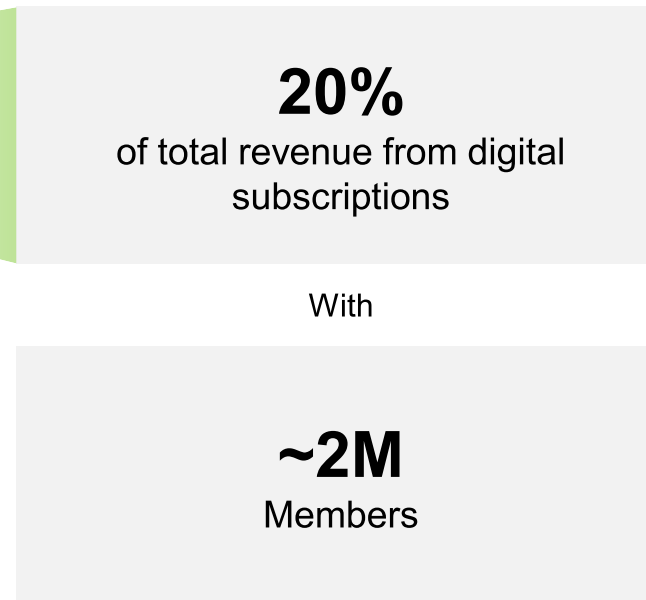 20%
of total revenue from digital
subscriptions
With
~2M
Members